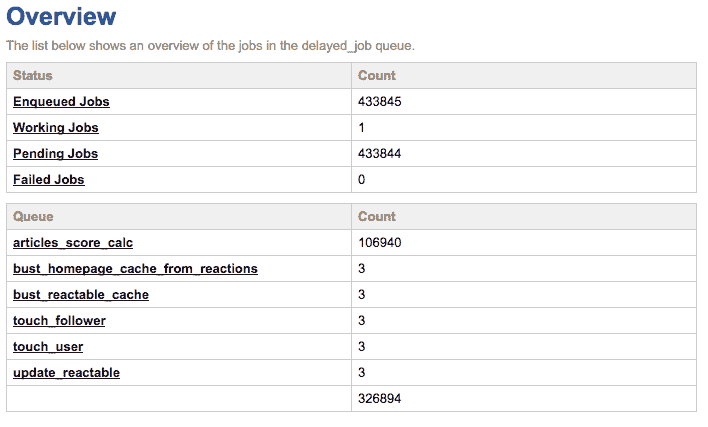 Overview
The list below shows an overview of the jobs in the delayed_job queue.
Status Count
Enqueued Jobs 433845
Working Jobs 1
Pending Jobs 433844
Failed Jobs 0
Queue Count
articles_score_calc 106940
bust_homepage_cache_from_reactions 3
bust_reactable_cache 3
touch_follower 3
touch_user 3
update_reactable 3
326894